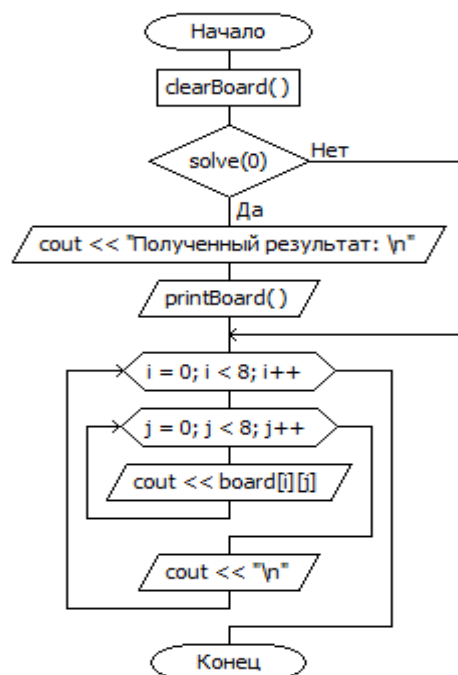 Начало
clearBoard( )
solve(0)
Нет
Да
cout << "Полученный результат: \n"
printBoard( )
i = 0; i < 8; i++
j = 0; j < 8; j++
cout << board[i][j]
cout << "\n"
Конец